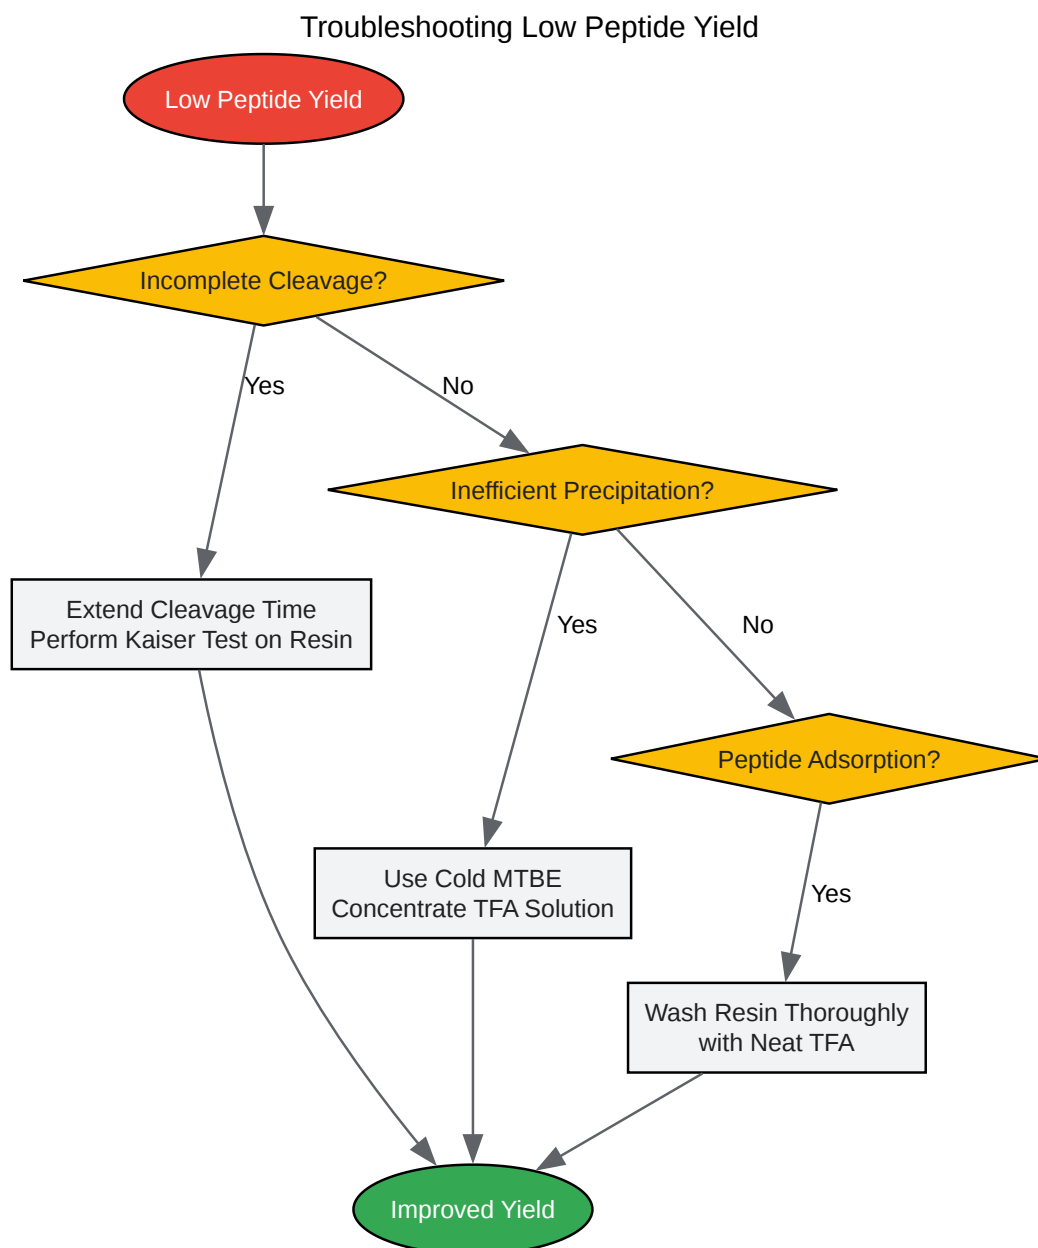 Troubleshooting Low Peptide Yield
Low Peptide Yield
Incomplete Cleavage?
Yes
No
Inefficient Precipitation?
Extend Cleavage Time
Perform Kaiser Test on Resin
Yes
No
Peptide Adsorption?
Use Cold MTBE
Concentrate TFA Solution
Yes
Wash Resin Thoroughly
with Neat TFA
Improved Yield